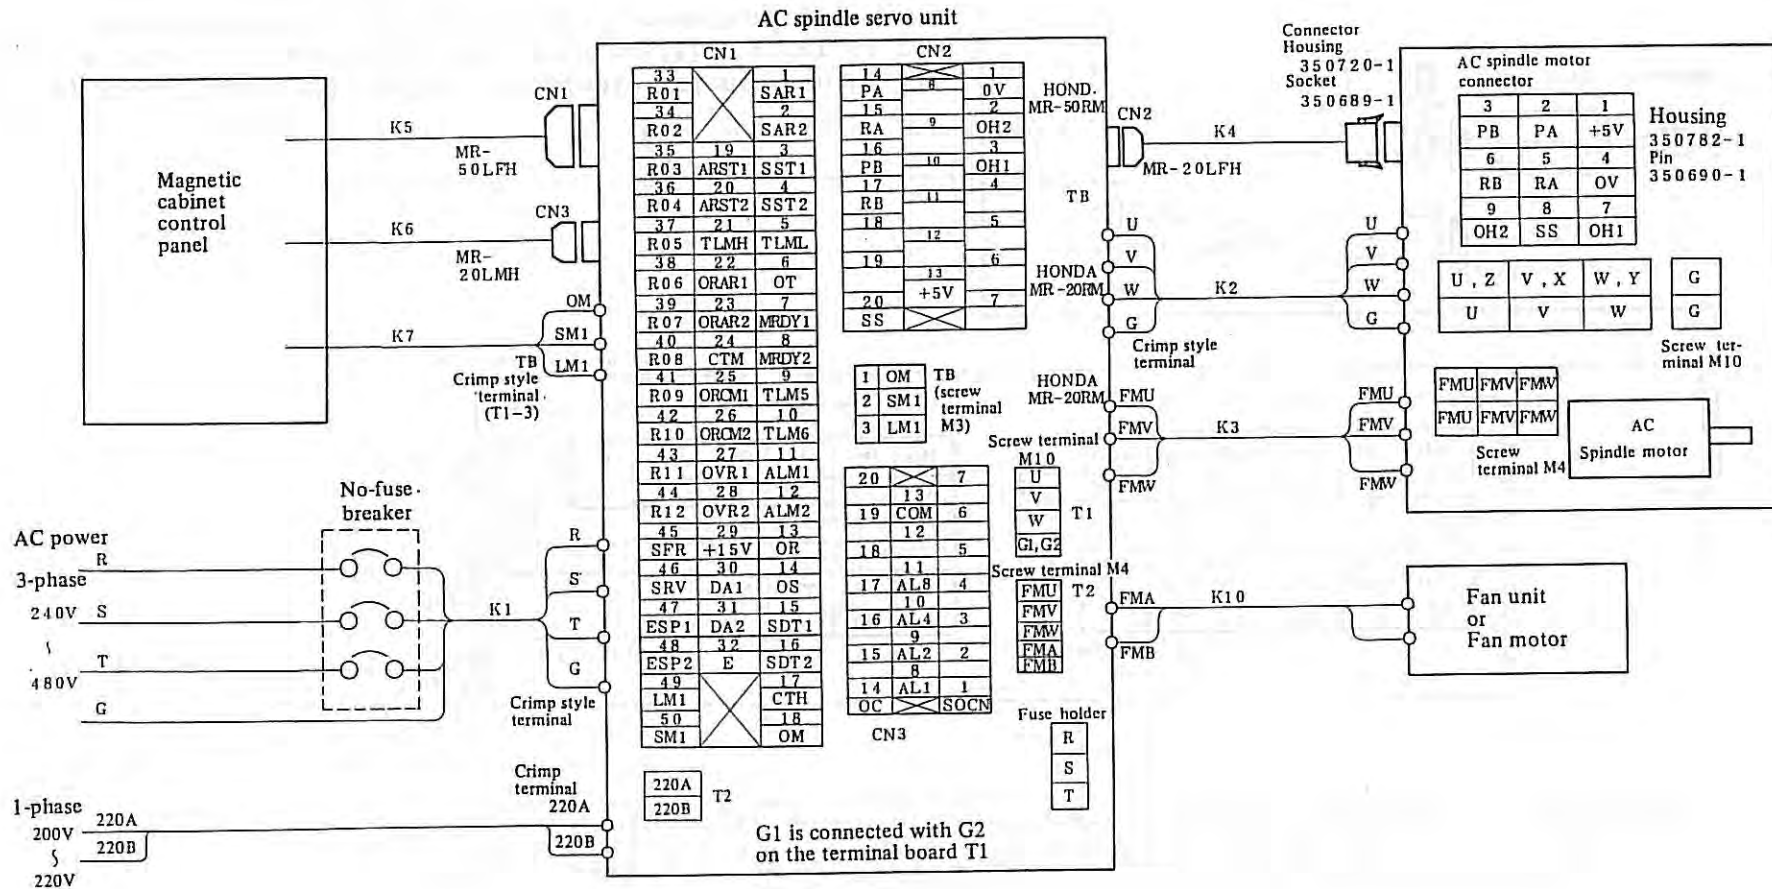 AC spindle servo unit
Magnetic
cabinet
control
panel
K5
CN1
MR-
50LFH
K6
CN3
MR-
20LMH
K7
OM
SM1
LM1
TB
Crimp style
terminal
(T1-3)
No-fuse
breaker
AC power
3-phase
240V
480V
R
S
T
G
K1
R
S
T
G
Crimp style
terminal
1-phase
200V
220V
220A
220B
Crimp
terminal
220A
220B
CN1
33 1
R01 SAR1
34 2
R02 SAR2
35 19 3
R03 ARST1 SST1
36 20 4
R04 ARST2 SST2
37 21 5
R05 TLMH TLML
38 22 6
R06 ORAR1 OT
39 23 7
R07 ORAR2 MRDY1
40 24 8
R08 CTM MRDY2
41 25 9
R09 ORCM1 TLM5
42 26 10
R10 ORCM2 TLM6
43 27 11
R11 OVR1 ALM1
44 28 12
R12 OVR2 ALM2
45 29 13
SFR +15V OR
46 30 14
SRV DA1 OS
47 31 15
ESP1 DA2 SDT1
48 32 16
ESP2 E SDT2
49 17
LM1 CTH
50 18
SM1 OM
220A
220B
T2
CN2
14 1
PA 8 0V
15 2
RA 9 OH2
16 3
PB 10 OH1
17 4
RB 11
18 5
12
19 6
13
+5V
20 7
SS
1 OM
2 SM1
3 LM1
TB
(screw
terminal
M3)
20 7
13
19 COM 6
12
18 5
11
17 AL8 4
10
16 AL4 3
9
15 AL2 2
8
14 AL1 1
OC SOCN
CN3
HOND.
MR-50RM
TB
HONDA
MR-20RM
HONDA
MR-20RM
Screw terminal
M10
U
V
W
G1,G2
T1
Screw terminal M4
FMU
FMV
FMW
FMA
FMB
T2
Fuse holder
R
S
T
G1 is connected with G2
on the terminal board T1
CN2
MR-20LFH
K4
Connector
Housing
350720-1
Socket
350689-1
U
V
W
G
Crimp style
terminal
K2
U
V
W
G
FMU
FMV
FMW
K3
FMU
FMV
FMW
FMA
FMB
K10
AC spindle motor
connector
3 2 1
PB PA +5V
6 5 4
RB RA OV
9 8 7
OH2 SS OH1
Housing
350782-1
Pin
350690-1
U,Z V,X W,Y
U V W
G
G
Screw ter-
minal M10
FMU FMV FMW
FMU FMV FMW
Screw
terminal M4
AC
Spindle motor
Fan unit
or
Fan motor